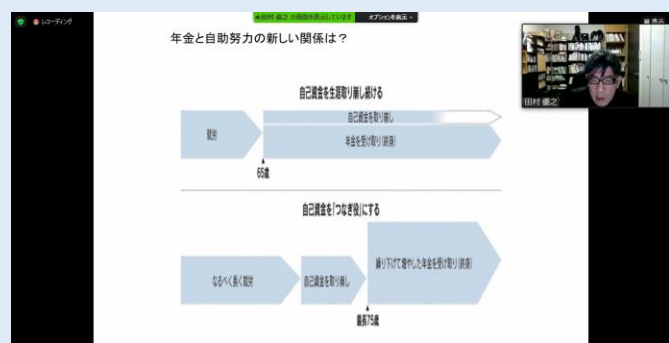 レコーディング
田村 優之 の画面を表示しています
オプションを表示
表示
年金と自助努力の新しい関係は？
田村 優之
自己資金を生涯取り崩し続ける
就労
自己資金を取り崩し
年金を受け取り(終身)
65歳
自己資金を「つなぎ役」にする
なるべく長く就労
自己資金を取り崩し
繰り下げて増やした年金を受け取り(終身)
最長75歳